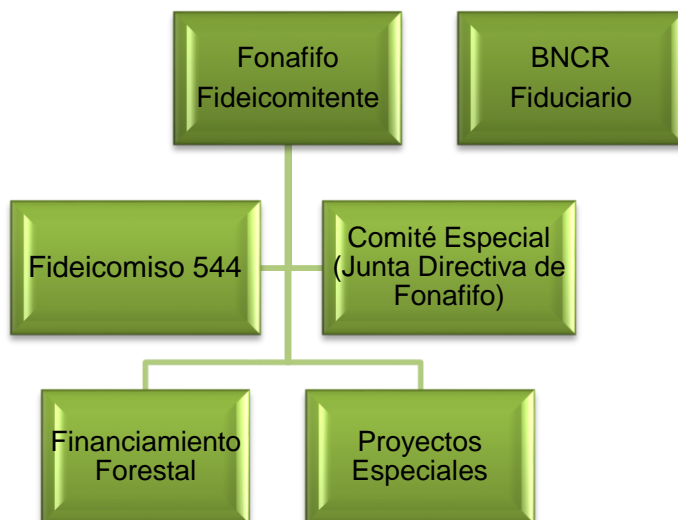 Fonafifo
Fideicomitente
BNCR
Fiduciario
Fideicomiso 544
Comité Especial
(Junta Directiva de
Fonafifo)
Financiamiento
Forestal
Proyectos
Especiales